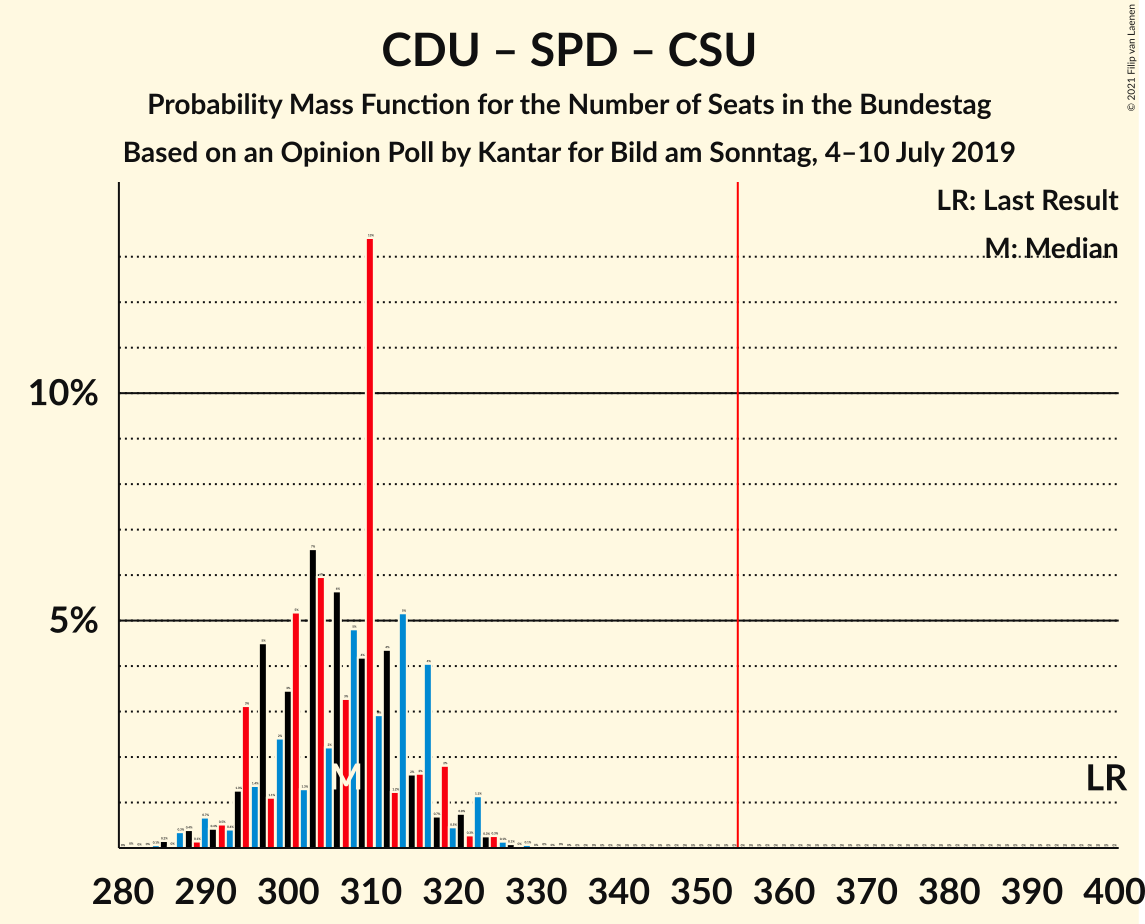 CDU – SPD – CSU
Probability Mass Function for the Number of Seats in the Bundestag
Based on an Opinion Poll by Kantar for Bild am Sonntag, 4–10 July 2019
© 2021 Filip van Laenen
LR: Last Result
M: Median
10%
5%
M
LR
280 290 300 310 320 330 340 350 360 370 380 390 400